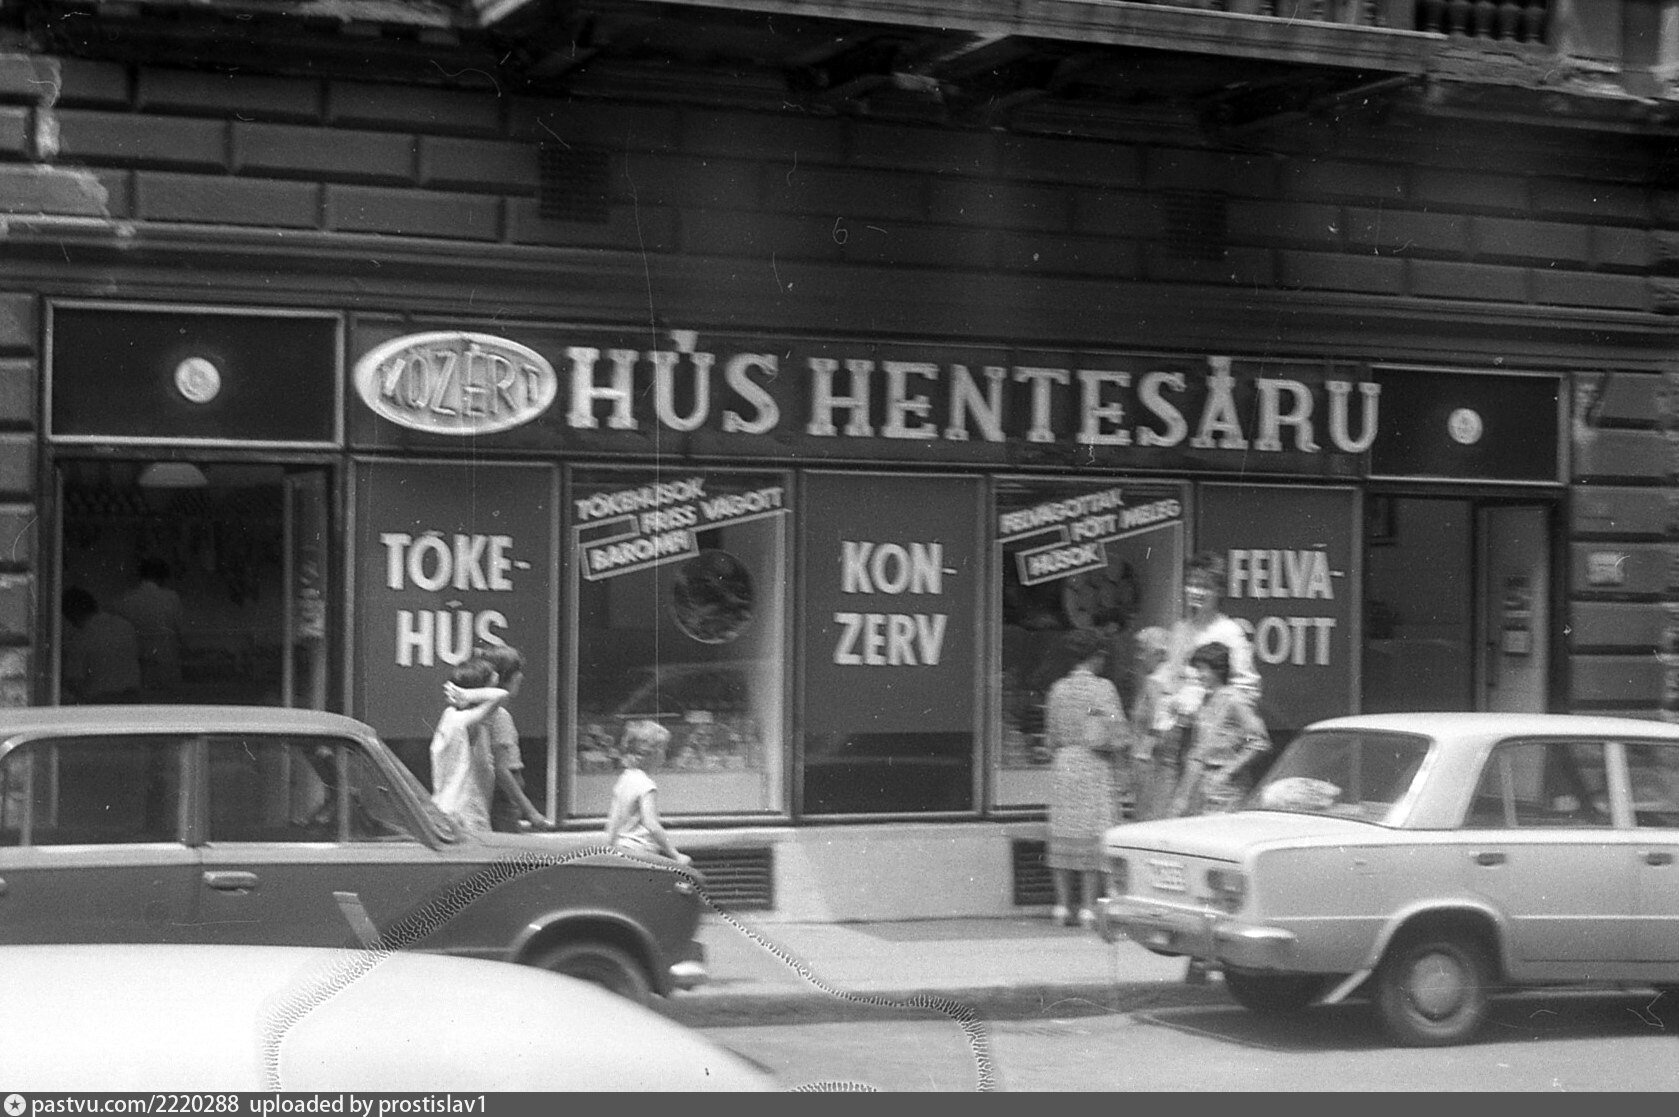 KÖZÉRT HÚS HENTESÁRU
TŐKE-
HÚS
TŐKEHÚSOK
FRISS VÁGOTT
BAROMFI
KON-
ZERV
FELVÁGOTTAK
FŐTT MELEG
HÚSOK
FELVÁ-
GOTT
pastvu.com/2220288 uploaded by prostislav1